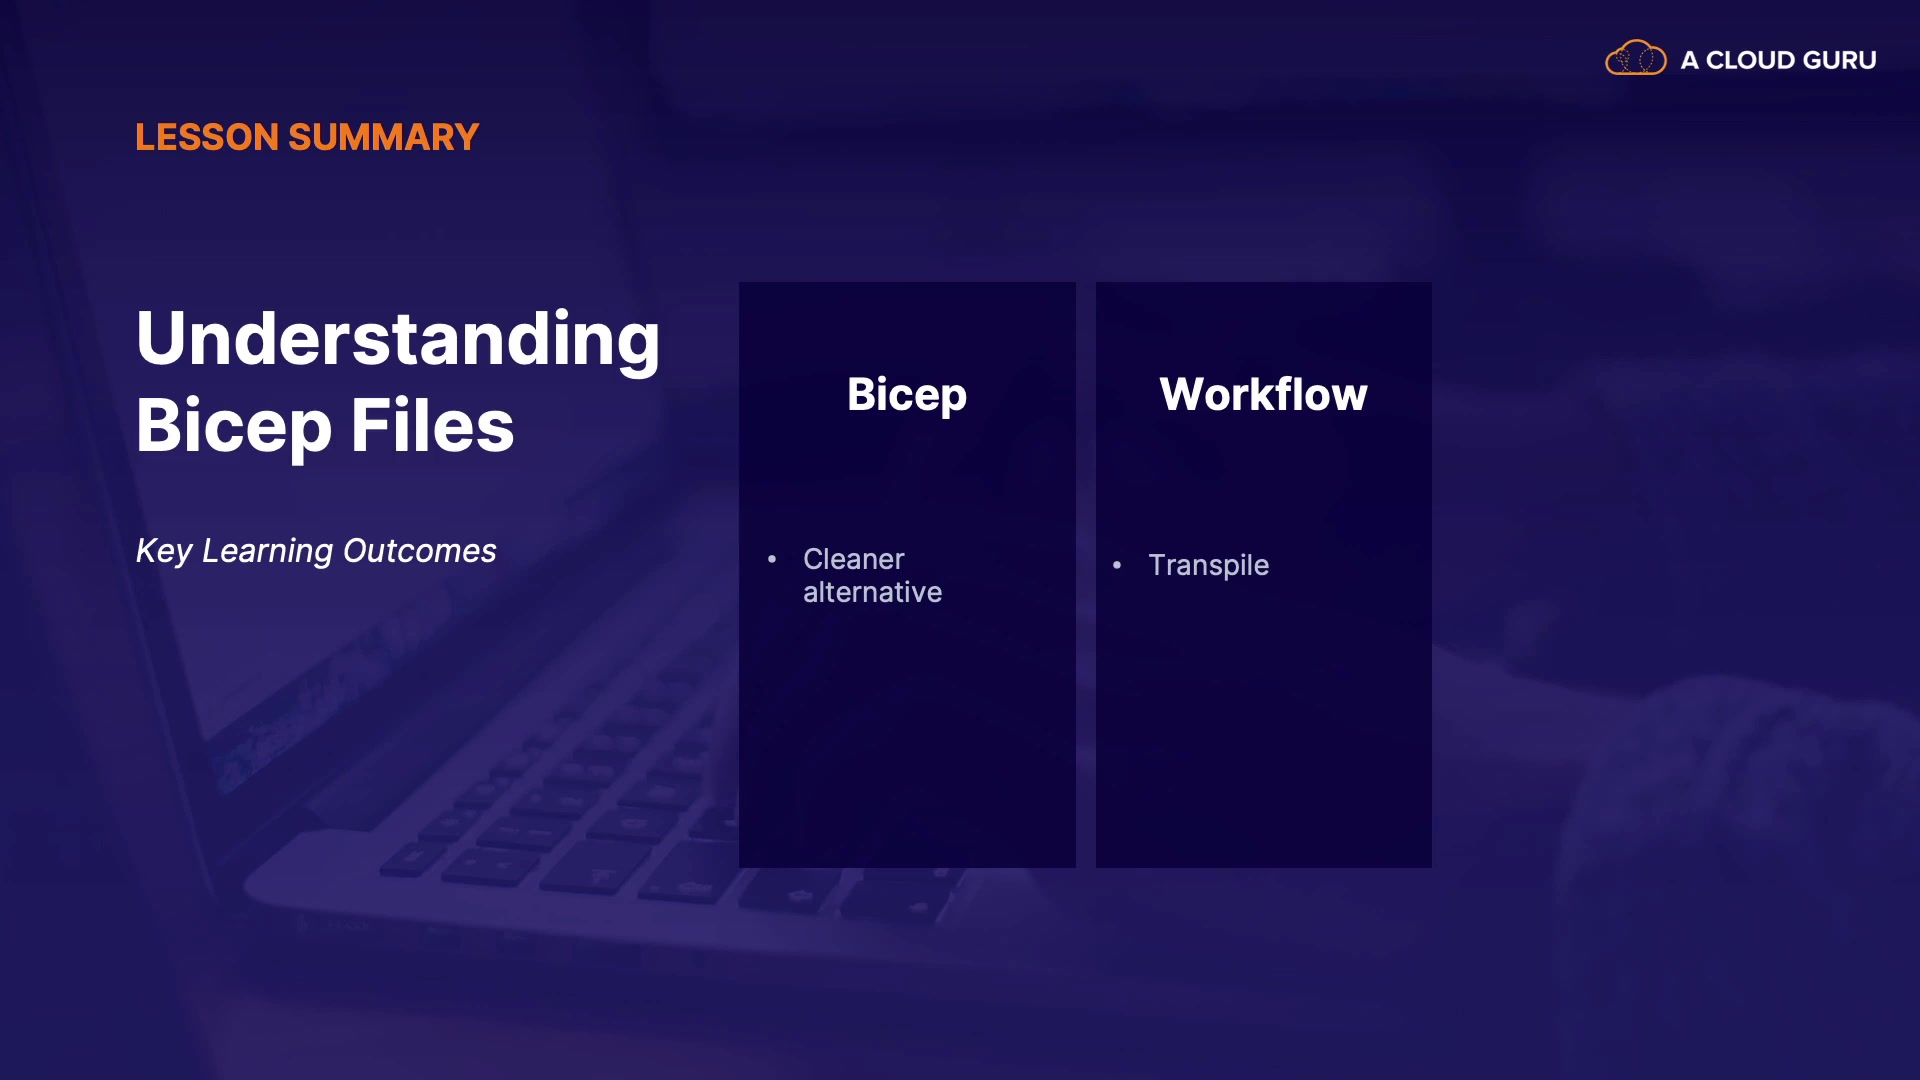 A CLOUD GURU
LESSON SUMMARY
Understanding
Bicep Files
Key Learning Outcomes
Bicep
• Cleaner
alternative
Workflow
• Transpile